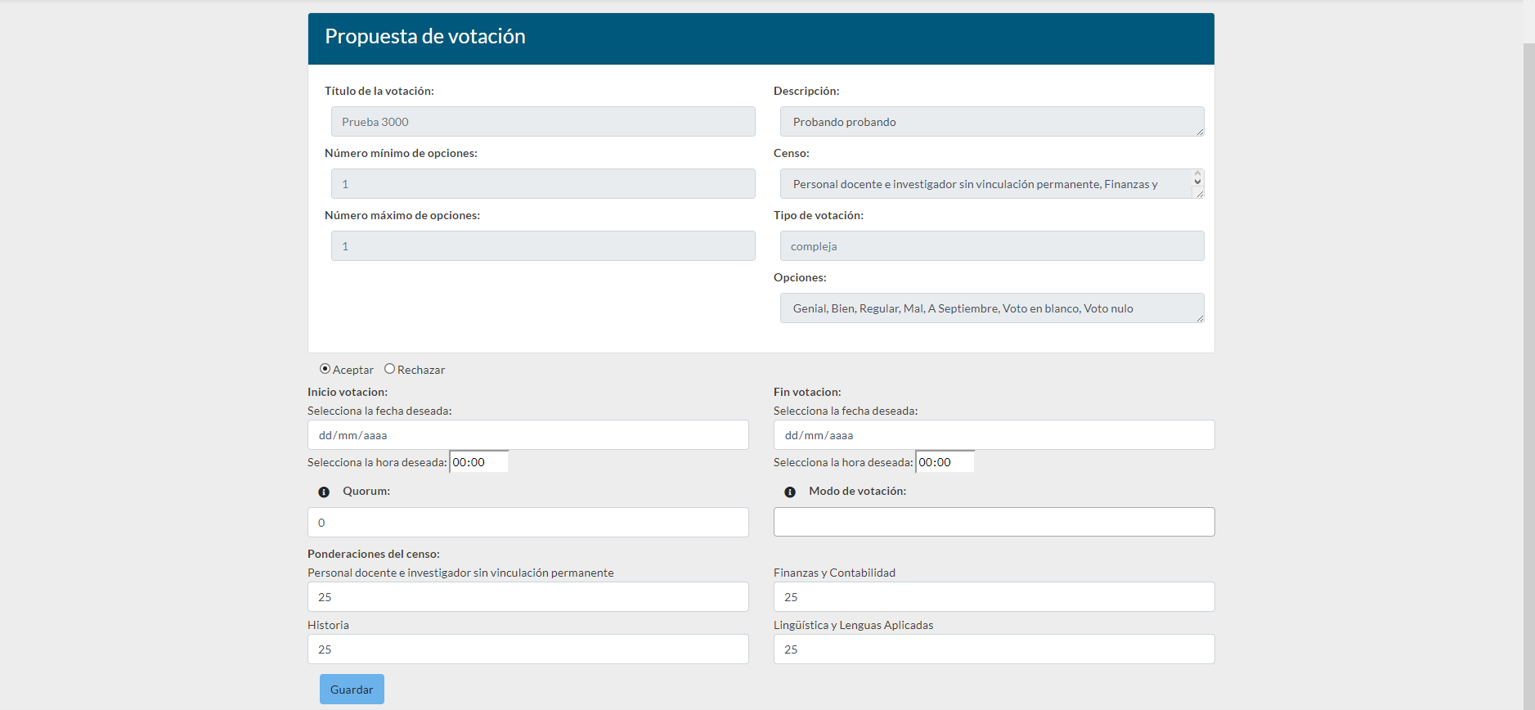 Propuesta de votación
Título de la votación:
Descripción:
Prueba 3000
Probando probando
Número mínimo de opciones:
Censo:
1
Personal docente e investigador sin vinculación permanente, Finanzas y
Número máximo de opciones:
Tipo de votación:
1
compleja
Opciones:
Genial, Bien, Regular, Mal, A Septiembre, Voto en blanco, Voto nulo
Aceptar Rechazar
Inicio votacion:
Fin votacion:
Selecciona la fecha deseada:
Selecciona la fecha deseada:
dd/mm/aaaa
dd/mm/aaaa
Selecciona la hora deseada: 00:00
Selecciona la hora deseada: 00:00
Quorum:
Modo de votación:
0
Ponderaciones del censo:
Personal docente e investigador sin vinculación permanente
Finanzas y Contabilidad
25
25
Historia
Lingüística y Lenguas Aplicadas
25
25
Guardar